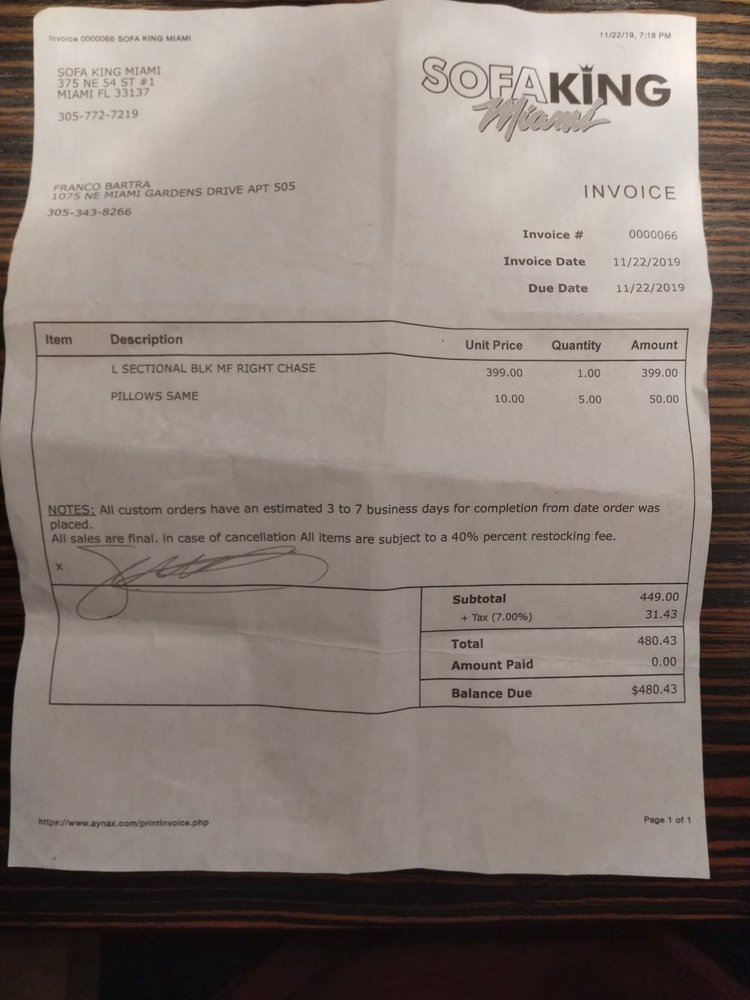 Invoice 0000066 SOFA KING MIAMI
11/22/19, 7:18 PM
SOFA KING MIAMI
375 NE 54 ST #1
MIAMI FL 33137
305-772-7219
SOFAKING
Miami
FRANCO BARTRA
1075 NE MIAMI GARDENS DRIVE APT 505
305-343-8266
INVOICE
Invoice # 0000066
Invoice Date 11/22/2019
Due Date 11/22/2019
Item Description Unit Price Quantity Amount
L SECTIONAL BLK MF RIGHT CHASE 399.00 1.00 399.00
PILLOWS SAME 10.00 5.00 50.00
NOTES: All custom orders have an estimated 3 to 7 business days for completion from date order was
placed.
All sales are final. in case of cancellation All items are subject to a 40% percent restocking fee.
x
Subtotal 449.00
+ Tax (7.00%) 31.43
Total 480.43
Amount Paid 0.00
Balance Due $480.43
https://www.aynax.com/printInvoice.php
Page 1 of 1